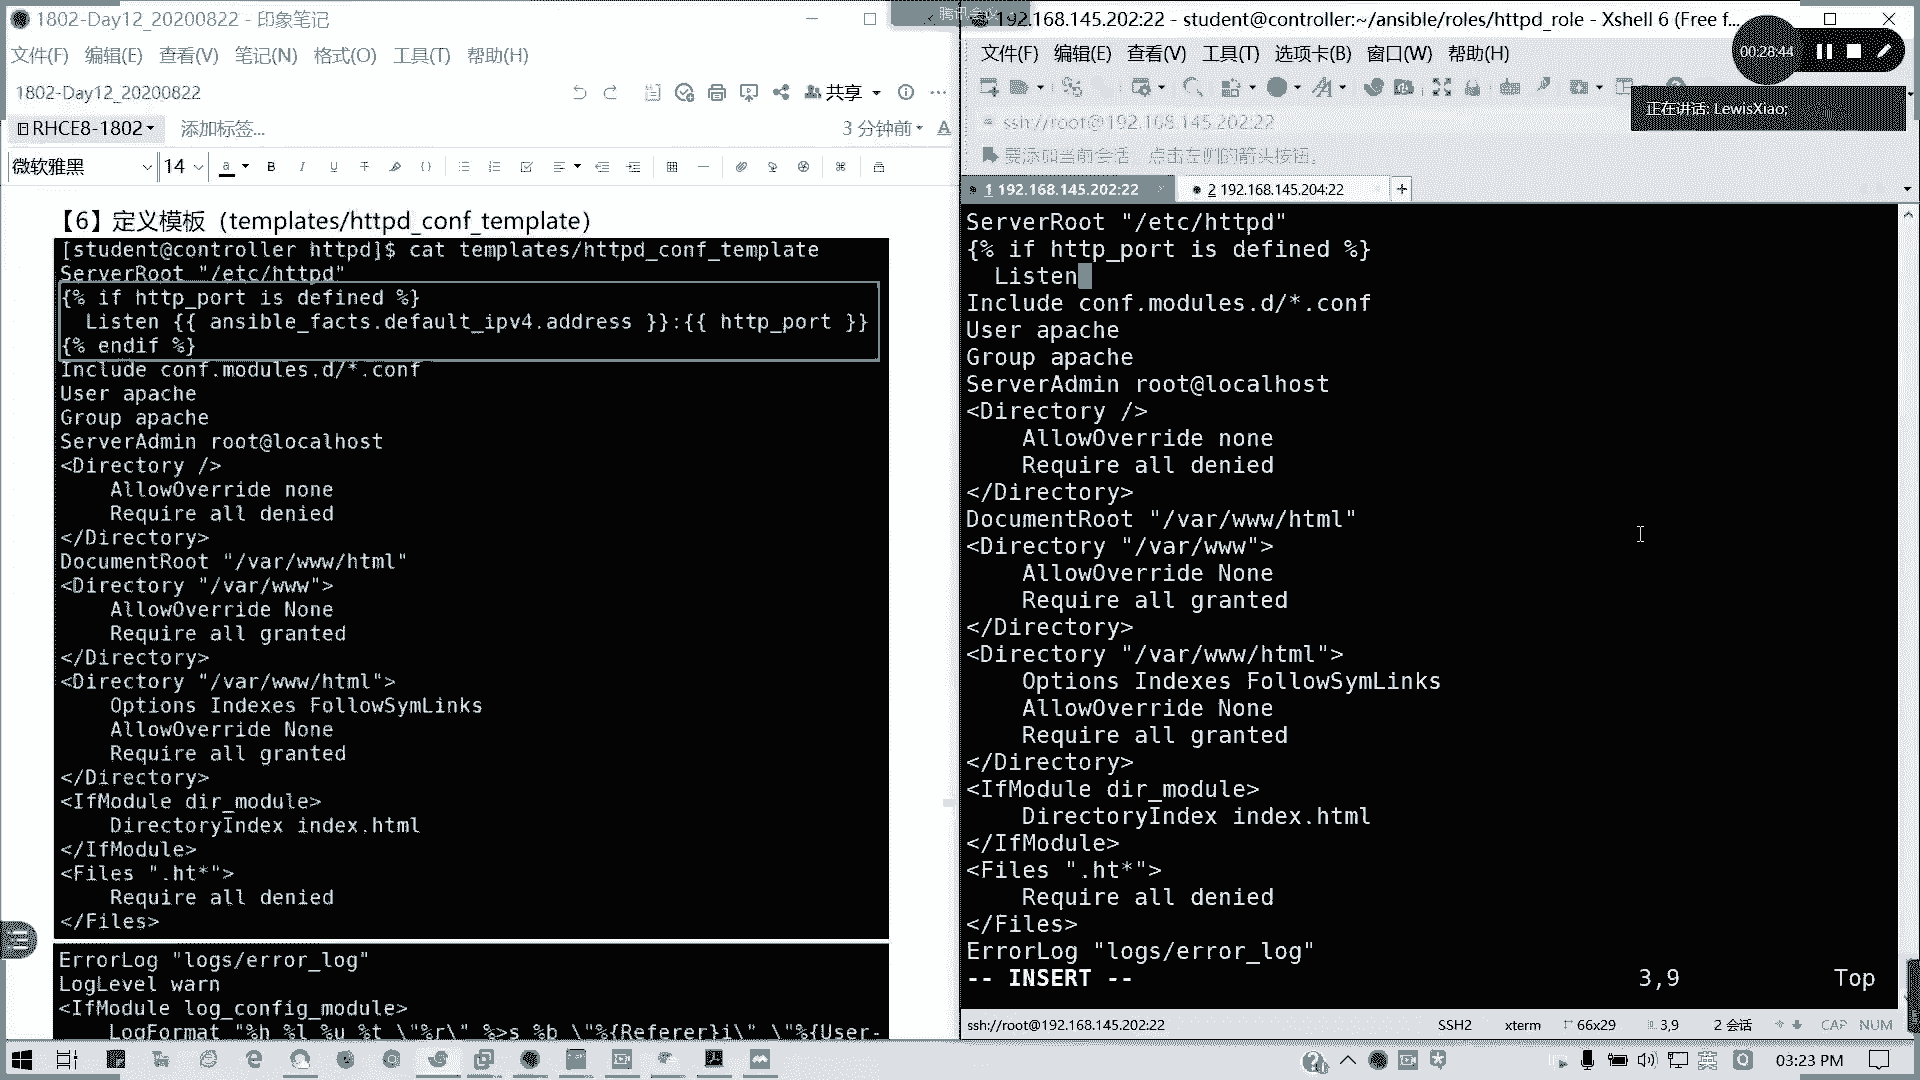 1802-Day12_20200822 - 印象笔记
文件(F) 编辑(E) 查看(V) 笔记(N) 格式(O) 工具(T) 帮助(H)
1802-Day12_20200822
共享
RHCE8-1802
添加标签...
3 分钟前
微软雅黑
14
【6】定义模板（templates/httpd_conf_template）
[student@controller httpd]$ cat templates/httpd_conf_template
ServerRoot "/etc/httpd"
{% if http_port is defined %}
  Listen {{ ansible_facts.default_ipv4.address }}:{{ http_port }}
{% endif %}
Include conf.modules.d/*.conf
User apache
Group apache
ServerAdmin root@localhost
<Directory />
    AllowOverride none
    Require all denied
</Directory>
DocumentRoot "/var/www/html"
<Directory "/var/www">
    AllowOverride None
    Require all granted
</Directory>
<Directory "/var/www/html">
    Options Indexes FollowSymLinks
    AllowOverride None
    Require all granted
</Directory>
<IfModule dir_module>
    DirectoryIndex index.html
</IfModule>
<Files ".ht*">
    Require all denied
</Files>
ErrorLog "logs/error_log"
LogLevel warn
<IfModule log_config_module>
    LogFormat "%h %l %u %t \"%r\" %>s %b \"%{Referer}i\" \"%{User-
腾讯会议
192.168.145.202:22 - student@controller:~/ansible/roles/httpd_role - Xshell 6 (Free f...
文件(F) 编辑(E) 查看(V) 工具(T) 选项卡(B) 窗口(W) 帮助(H)
00:28:44
正在讲话: LewisXiao;
ssh://root@192.168.145.202:22
要添加当前会话，点击左侧的箭头按钮。
1 192.168.145.202:22
2 192.168.145.204:22
ServerRoot "/etc/httpd"
{% if http_port is defined %}
  Listen
Include conf.modules.d/*.conf
User apache
Group apache
ServerAdmin root@localhost
<Directory />
    AllowOverride none
    Require all denied
</Directory>
DocumentRoot "/var/www/html"
<Directory "/var/www">
    AllowOverride None
    Require all granted
</Directory>
<Directory "/var/www/html">
    Options Indexes FollowSymLinks
    AllowOverride None
    Require all granted
</Directory>
<IfModule dir_module>
    DirectoryIndex index.html
</IfModule>
<Files ".ht*">
    Require all denied
</Files>
ErrorLog "logs/error_log"
-- INSERT -- 3,9 Top
ssh://root@192.168.145.202:22 SSH2 xterm 66x29 3,9 2 会话 CAP NUM
英
03:23 PM